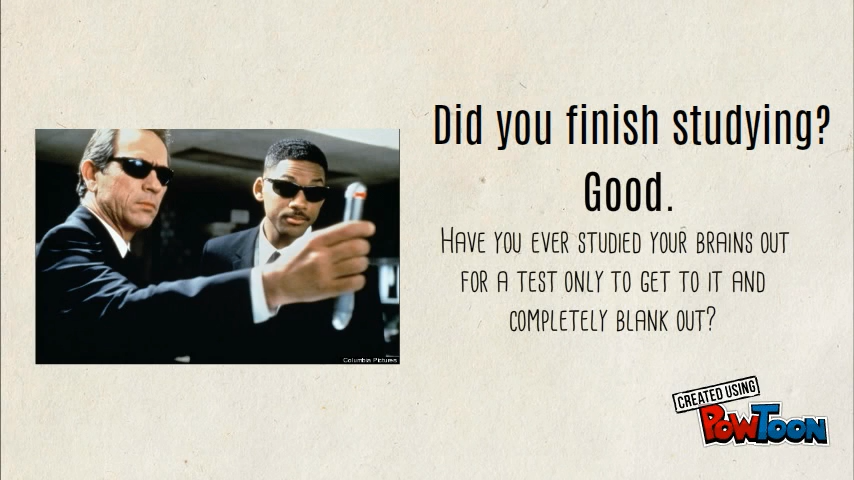 Did you finish studying?
Good.
HAVE YOU EVER STUDIED YOUR BRAINS OUT
FOR A TEST ONLY TO GET TO IT AND
COMPLETELY BLANK OUT?
Columbia Pictures
CREATED USING
POWTOON